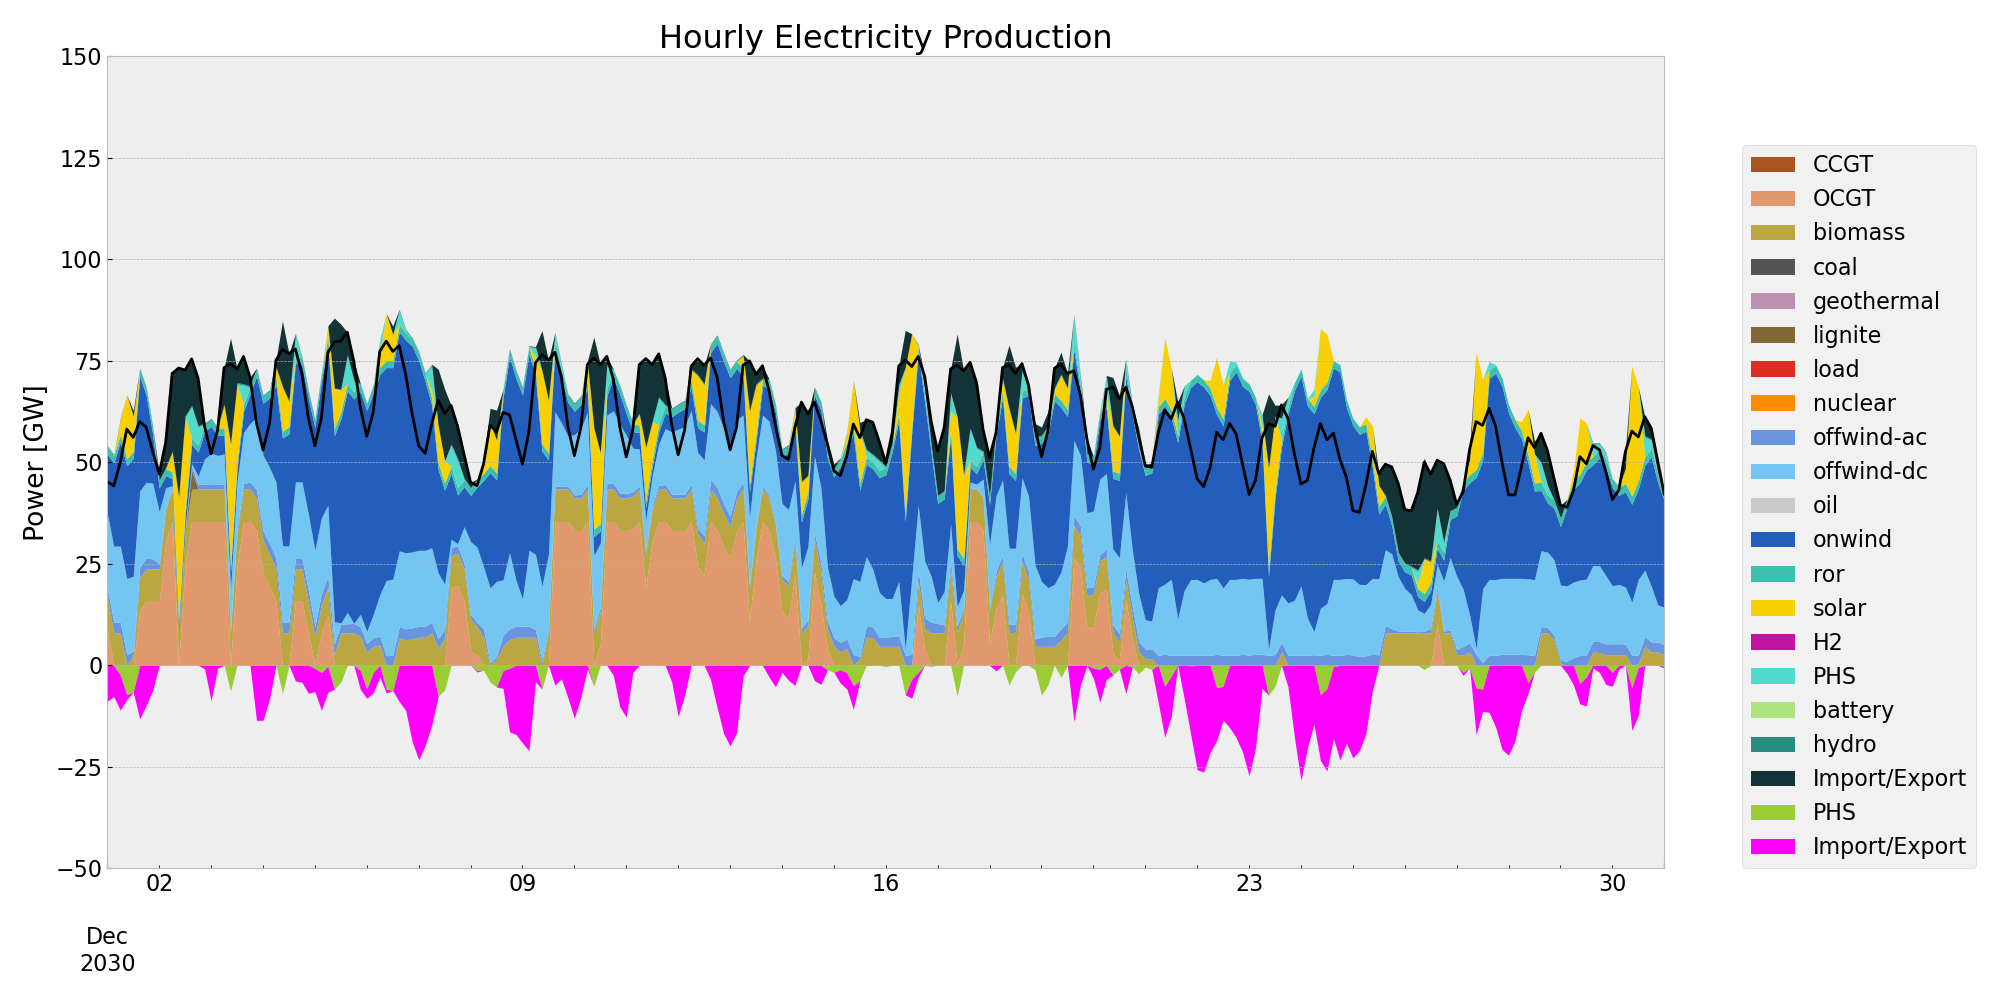 Hourly Electricity Production
Power [GW]
150
125
100
75
50
25
0
−25
−50
02
09
16
23
30
Dec
2030
CCGT
OCGT
biomass
coal
geothermal
lignite
load
nuclear
offwind-ac
offwind-dc
oil
onwind
ror
solar
H2
PHS
battery
hydro
Import/Export
PHS
Import/Export